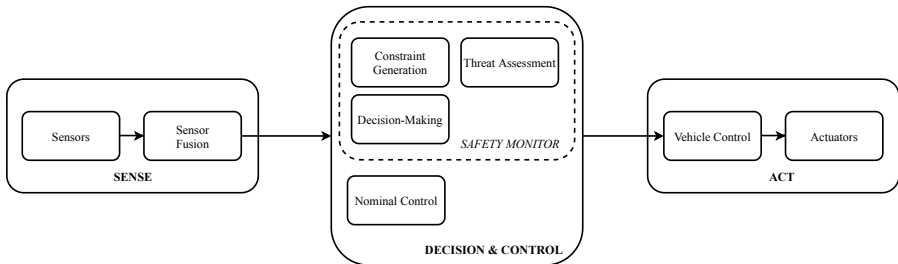 Sensors
Sensor
Fusion
SENSE
Constraint
Generation
Threat Assessment
Decision-Making
SAFETY MONITOR
Nominal Control
DECISION & CONTROL
Vehicle Control
Actuators
ACT